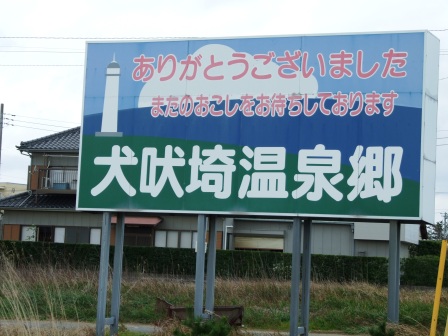 ありがとうございました
またのおこしをお待ちしております
犬吠埼温泉郷